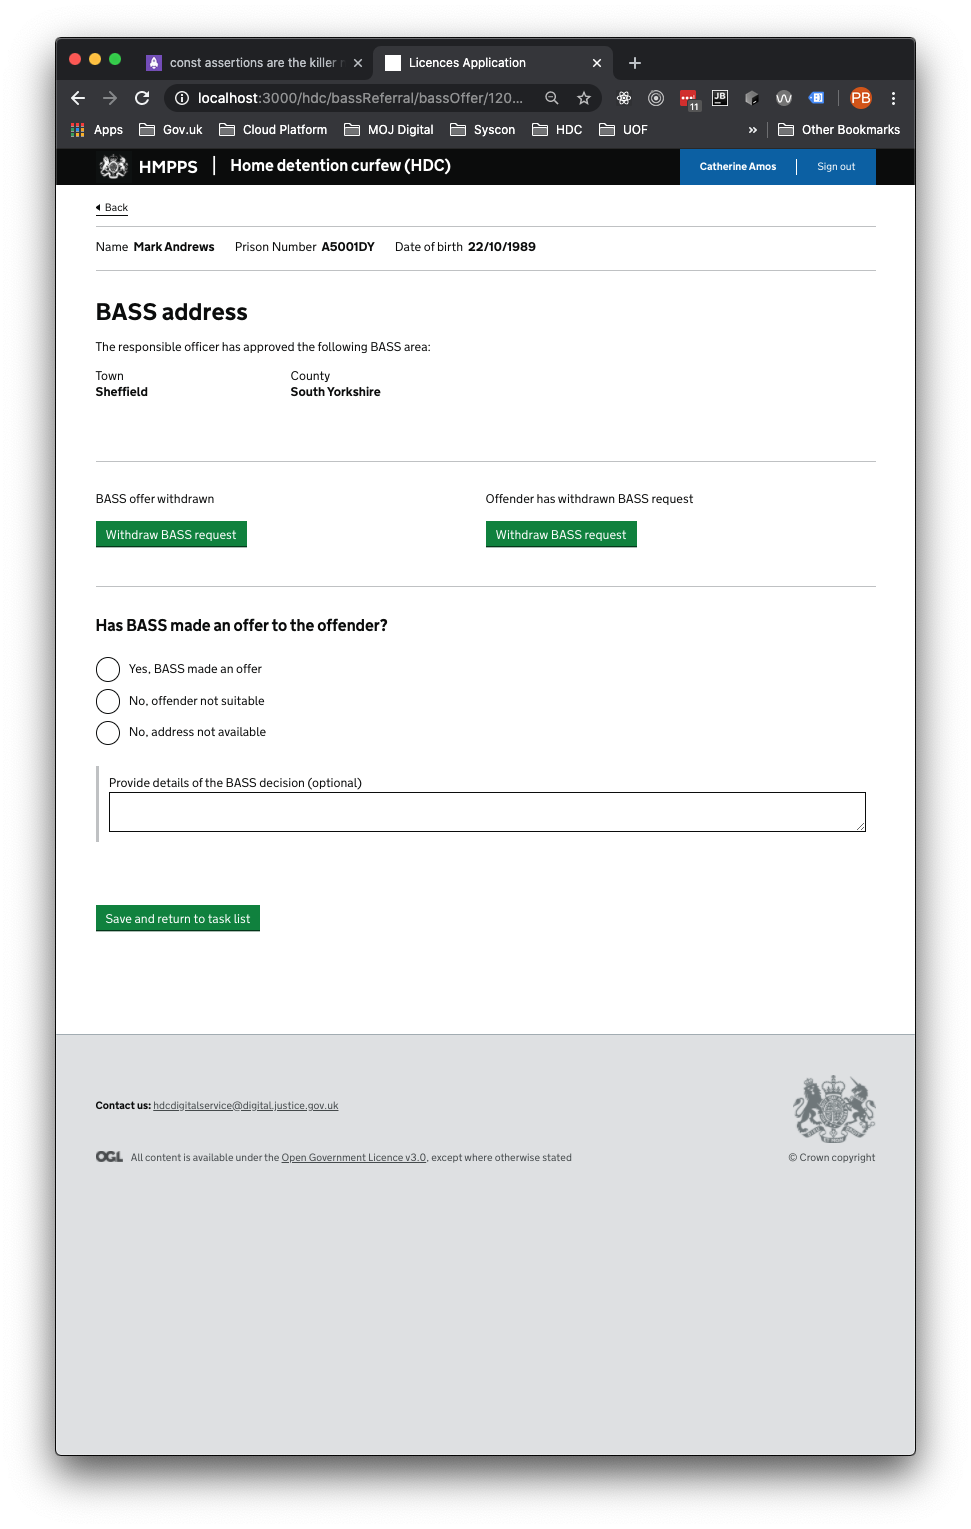 const assertions are the killer
Licences Application
localhost:3000/hdc/bassReferral/bassOffer/120...
11
JB
PB
Apps
Gov.uk
Cloud Platform
MOJ Digital
Syscon
HDC
UOF
»
Other Bookmarks
HMPPS | Home detention curfew (HDC)
Catherine Amos
Sign out
Back
Name Mark Andrews Prison Number A5001DY Date of birth 22/10/1989
BASS address
The responsible officer has approved the following BASS area:
Town County
Sheffield South Yorkshire
BASS offer withdrawn Offender has withdrawn BASS request
Withdraw BASS request Withdraw BASS request
Has BASS made an offer to the offender?
Yes, BASS made an offer
No, offender not suitable
No, address not available
Provide details of the BASS decision (optional)
Save and return to task list
Contact us: hdcdigitalservice@digital.justice.gov.uk
OGL All content is available under the Open Government Licence v3.0, except where otherwise stated
© Crown copyright